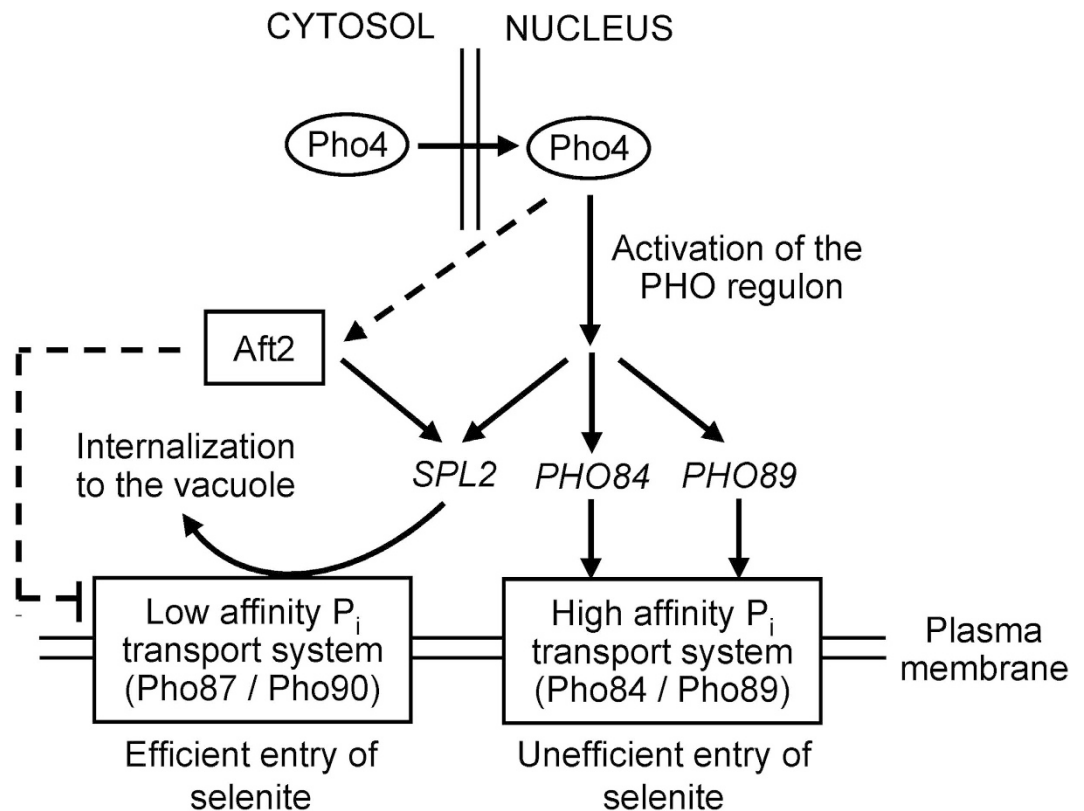 CYTOSOL
NUCLEUS
Pho4
Pho4
Activation of the
PHO regulon
Aft2
Internalization
to the vacuole
SPL2
PHO84
PHO89
Low affinity Pi
transport system
(Pho87 / Pho90)
High affinity Pi
transport system
(Pho84 / Pho89)
Plasma
membrane
Efficient entry of
selenite
Unefficient entry of
selenite